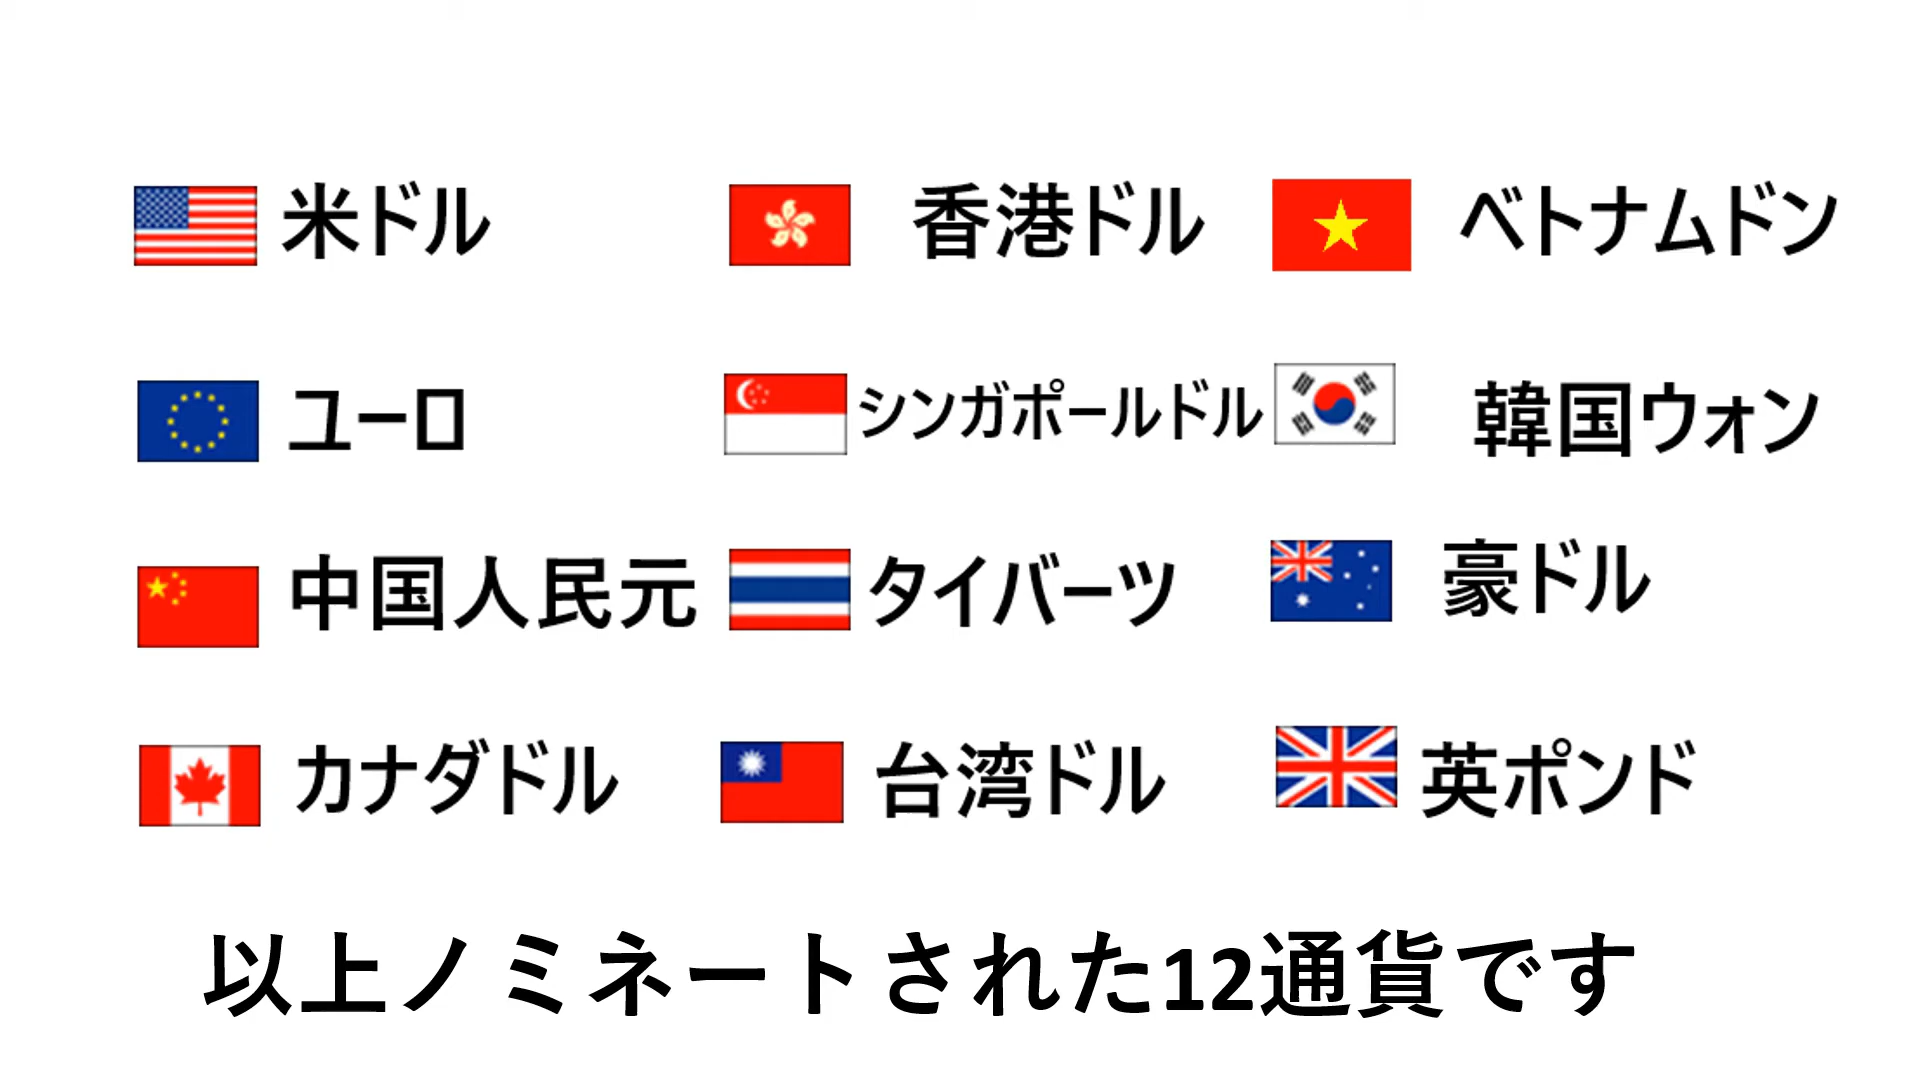 米ドル
香港ドル
ベトナムドン
ユーロ
シンガポールドル
韓国ウォン
中国人民元
タイバーツ
豪ドル
カナダドル
台湾ドル
英ポンド
以上ノミネートされた12通貨です